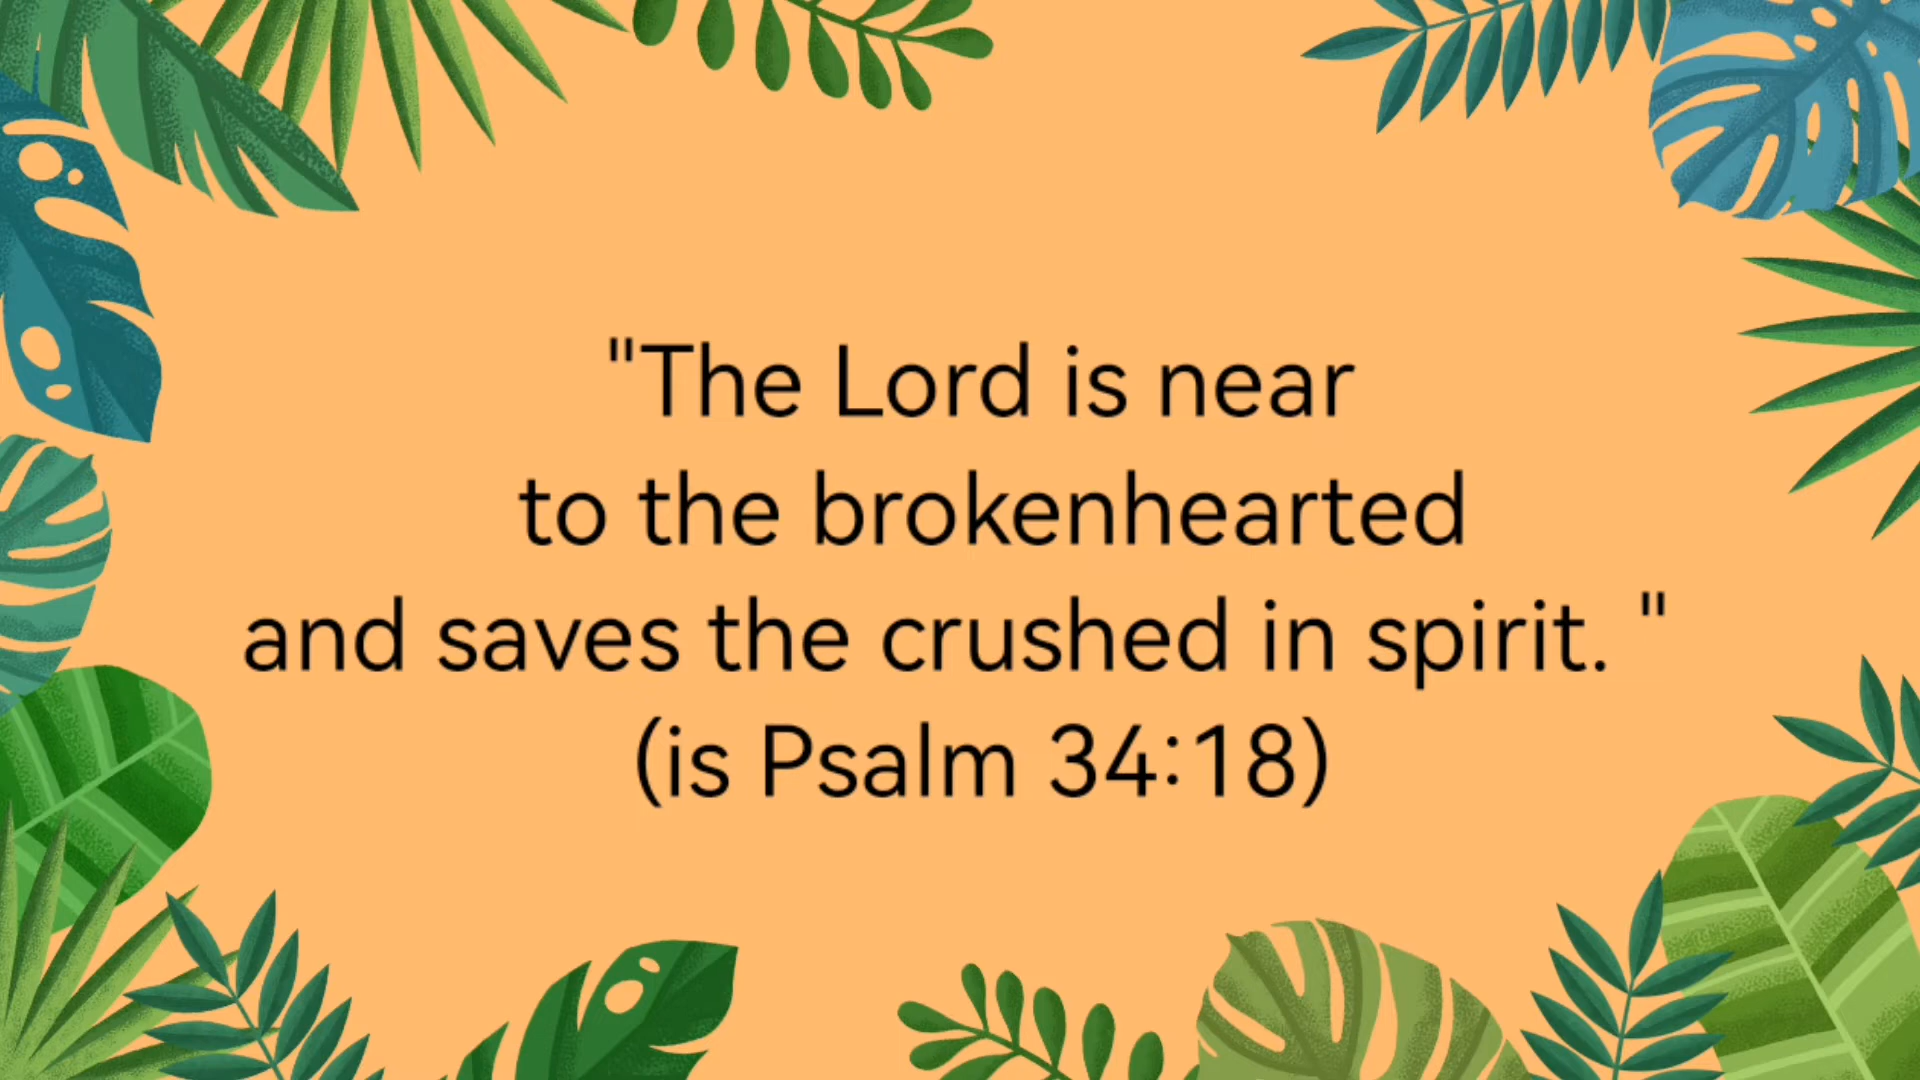 "The Lord is near
to the brokenhearted
and saves the crushed in spirit. "
(is Psalm 34:18)